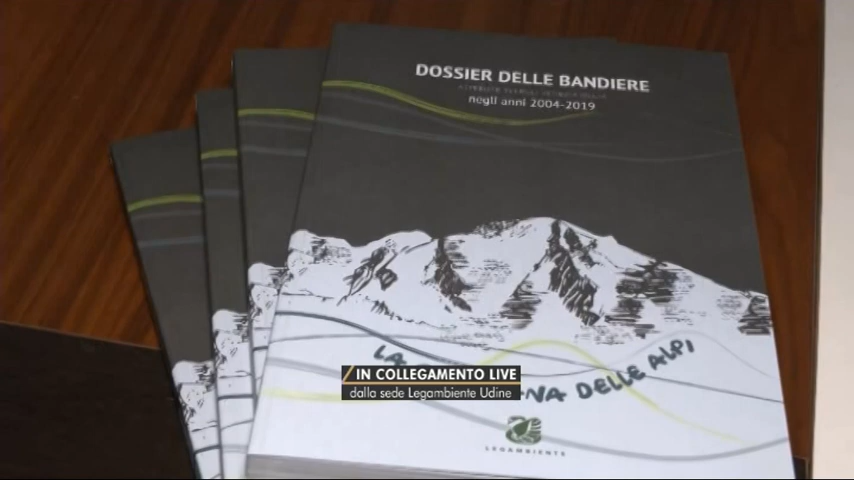 DOSSIER DELLE BANDIERE
negli anni 2004-2019
LA
NA DELLE ALPI
IN COLLEGAMENTO LIVE
dalla sede Legambiente Udine
LEGAMBIENTE